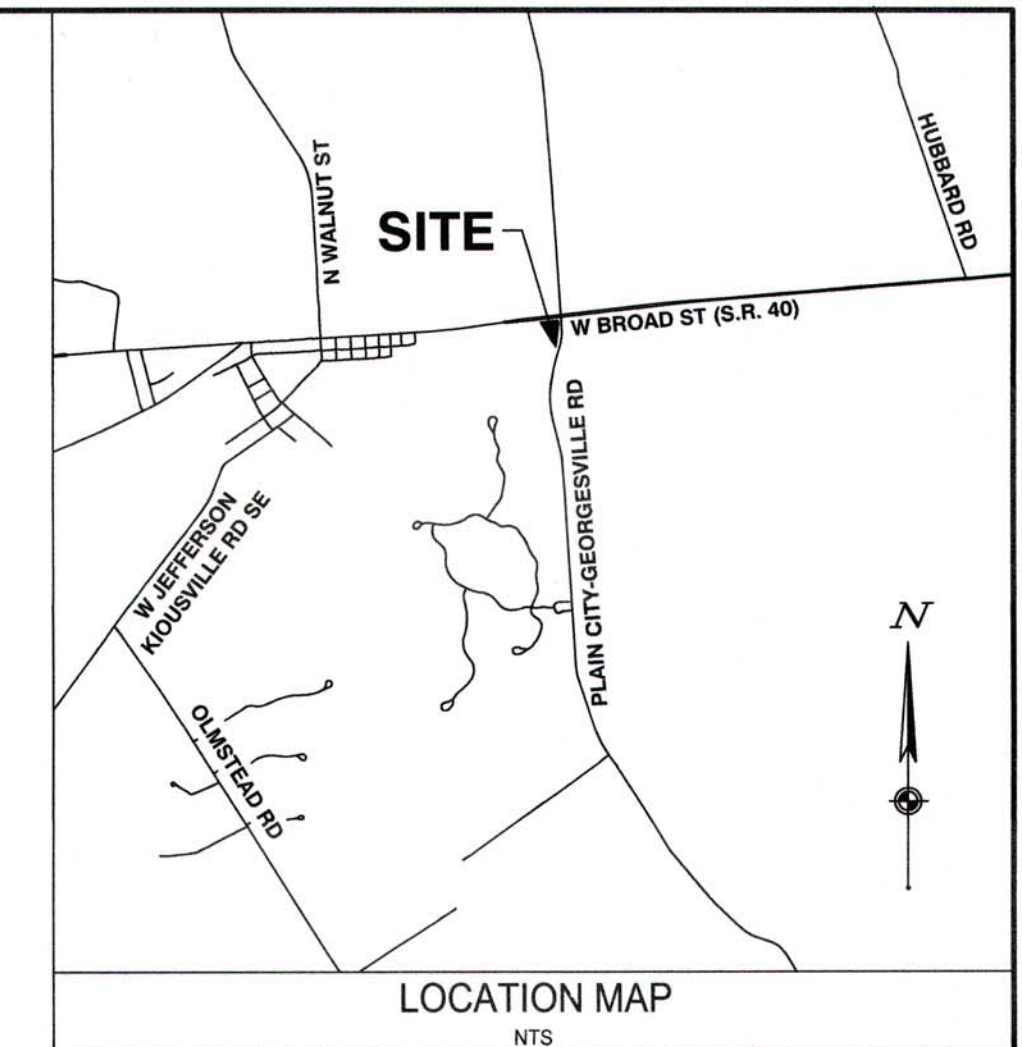 HUBBARD RD
N WALNUT ST
SITE
W BROAD ST (S.R. 40)
PLAIN CITY-GEORGESVILLE RD
W JEFFERSON
KIOUSVILLE RD SE
N
OLMSTEAD RD
LOCATION MAP
NTS